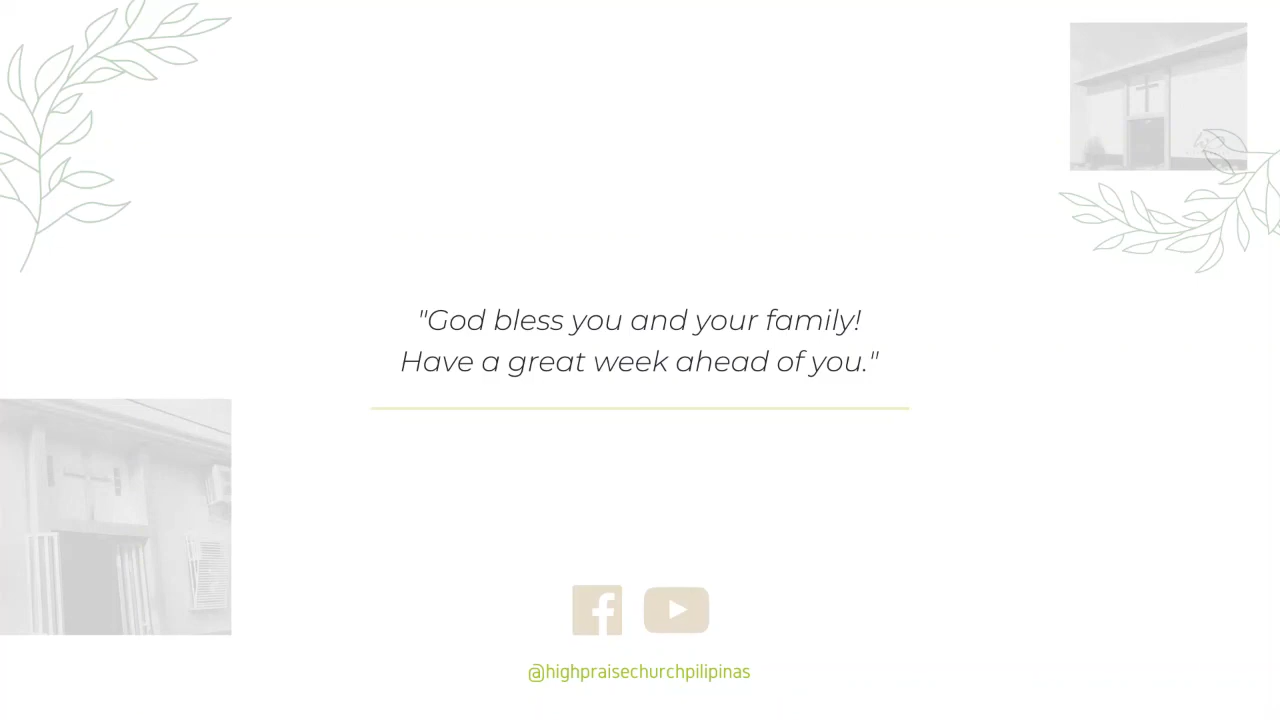 "God bless you and your family!
Have a great week ahead of you."
@highpraisechurchpilipinas